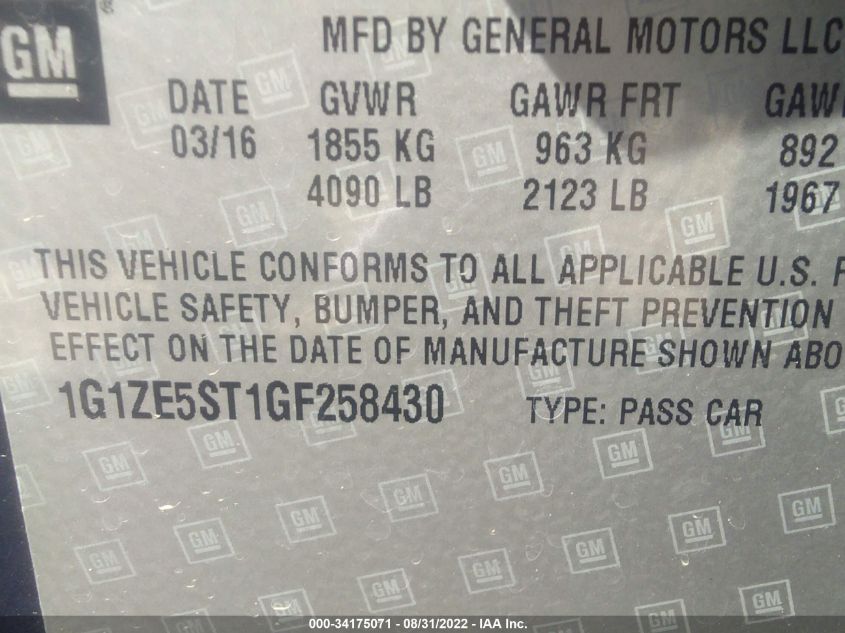 GM ®
MFD BY GENERAL MOTORS LLC
DATE GVWR GAWR FRT
03/16 1855 KG 963 KG 892
4090 LB 2123 LB 1967
THIS VEHICLE CONFORMS TO ALL APPLICABLE U.S.
VEHICLE SAFETY, BUMPER, AND THEFT PREVENTION
EFFECT ON THE DATE OF MANUFACTURE SHOWN
1G1ZE5ST1GF258430 TYPE: PASS CAR
000-34175071 - 08/31/2022 - IAA Inc.